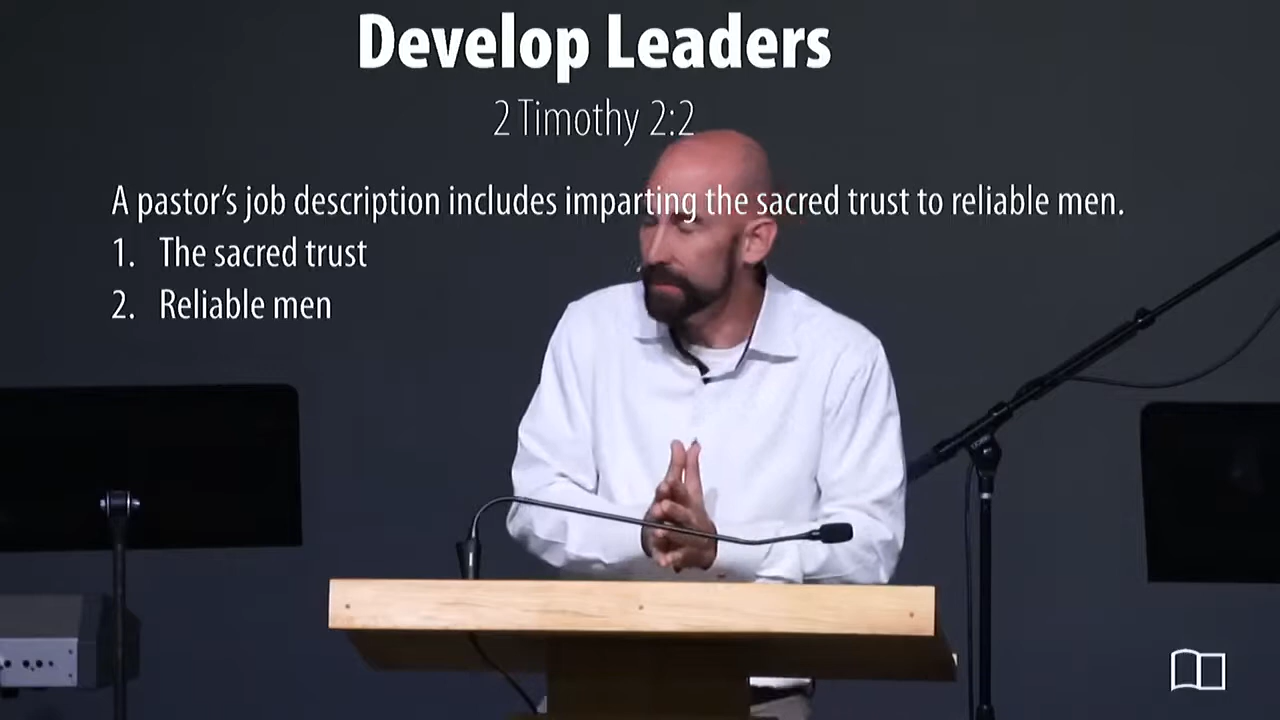 Develop Leaders
2 Timothy 2:2
A pastor’s job description includes imparting the sacred trust to reliable men.
1. The sacred trust
2. Reliable men